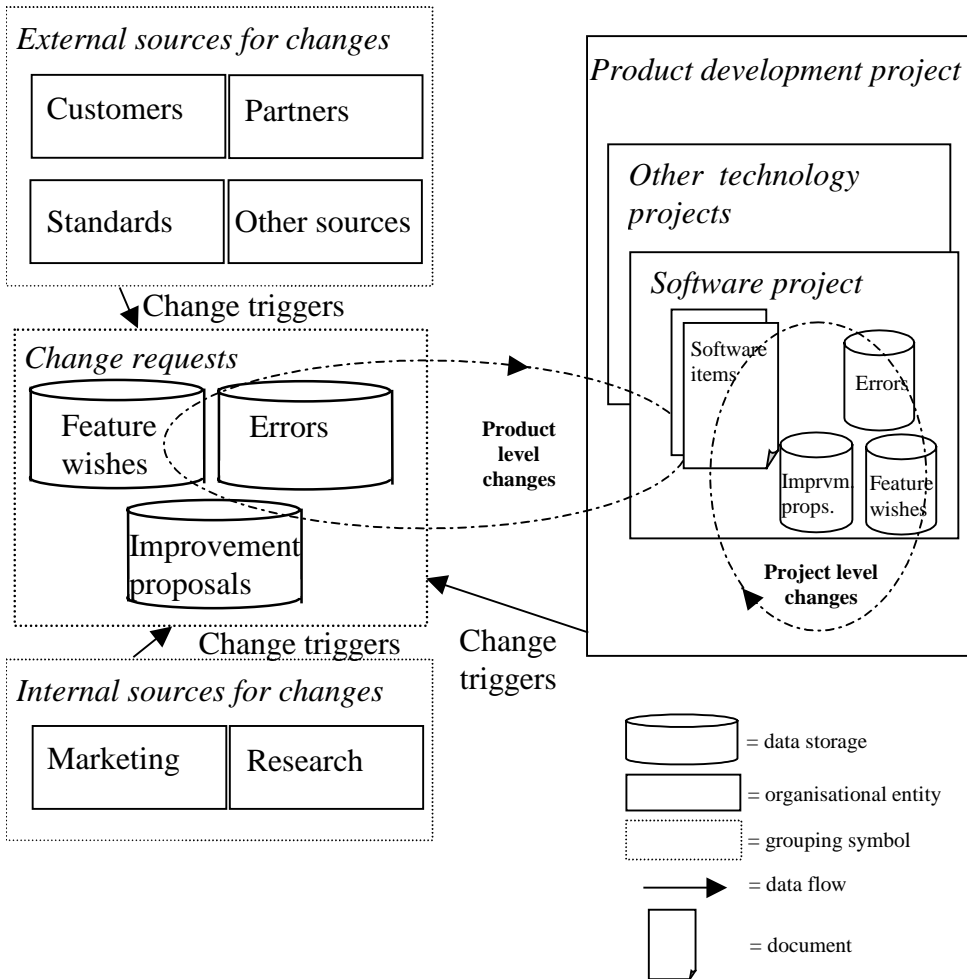 External sources for changes
Customers
Partners
Standards
Other sources
Change triggers
Change requests
Feature
wishes
Errors
Improvement
proposals
Change triggers
Internal sources for changes
Marketing
Research
Product
level
changes
Change
triggers
Product development project
Other technology
projects
Software project
Software
items
Errors
Imprvm.
props.
Feature
wishes
Project level
changes
= data storage
= organisational entity
= grouping symbol
= data flow
= document